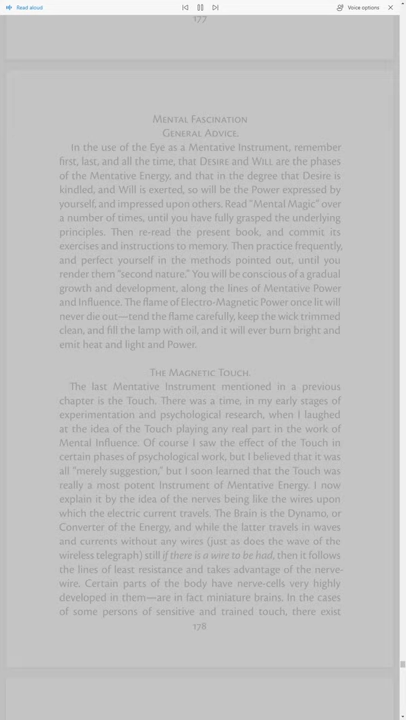 Read aloud
Voice options
177
MENTAL FASCINATION
GENERAL ADVICE.
In the use of the Eye as a Mentative Instrument, remember
first, last, and all the time, that DESIRE and WILL are the phases
of the Mentative Energy, and that in the degree that Desire is
kindled, and Will is exerted, so will be the Power expressed by
yourself, and impressed upon others. Read "Mental Magic" over
a number of times, until you have fully grasped the underlying
principles. Then re-read the present book, and commit its
exercises and instructions to memory. Then practice frequently,
and perfect yourself in the methods pointed out, until you
render them "second nature." You will be conscious of a gradual
growth and development, along the lines of Mentative Power
and Influence. The flame of Electro-Magnetic Power once lit will
never die out—tend the flame carefully, keep the wick trimmed
clean, and fill the lamp with oil, and it will ever burn bright and
emit heat and light and Power.
THE MAGNETIC TOUCH.
The last Mentative Instrument mentioned in a previous
chapter is the Touch. There was a time, in my early stages of
experimentation and psychological research, when I laughed
at the idea of the Touch playing any real part in the work of
Mental Influence. Of course I saw the effect of the Touch in
certain phases of psychological work, but I believed that it was
all "merely suggestion," but I soon learned that the Touch was
really a most potent Instrument of Mentative Energy. I now
explain it by the idea of the nerves being like the wires upon
which the electric current travels. The Brain is the Dynamo, or
Converter of the Energy, and while the latter travels in waves
and currents without any wires (just as does the wave of the
wireless telegraph) still if there is a wire to be had, then it follows
the lines of least resistance and takes advantage of the nerve-
wire. Certain parts of the body have nerve-cells very highly
developed in them—are in fact miniature brains. In the cases
of some persons of sensitive and trained touch, there exist
178